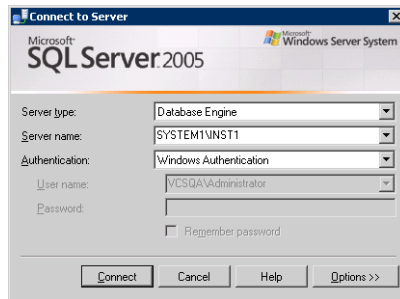 Connect to Server
Microsoft
SQL Server 2005
Microsoft
Windows Server System
Server type:
Database Engine
Server name:
SYSTEM1\INST1
Authentication:
Windows Authentication
User name:
VCSQA\Administrator
Password:
Remember password
Connect
Cancel
Help
Options >>